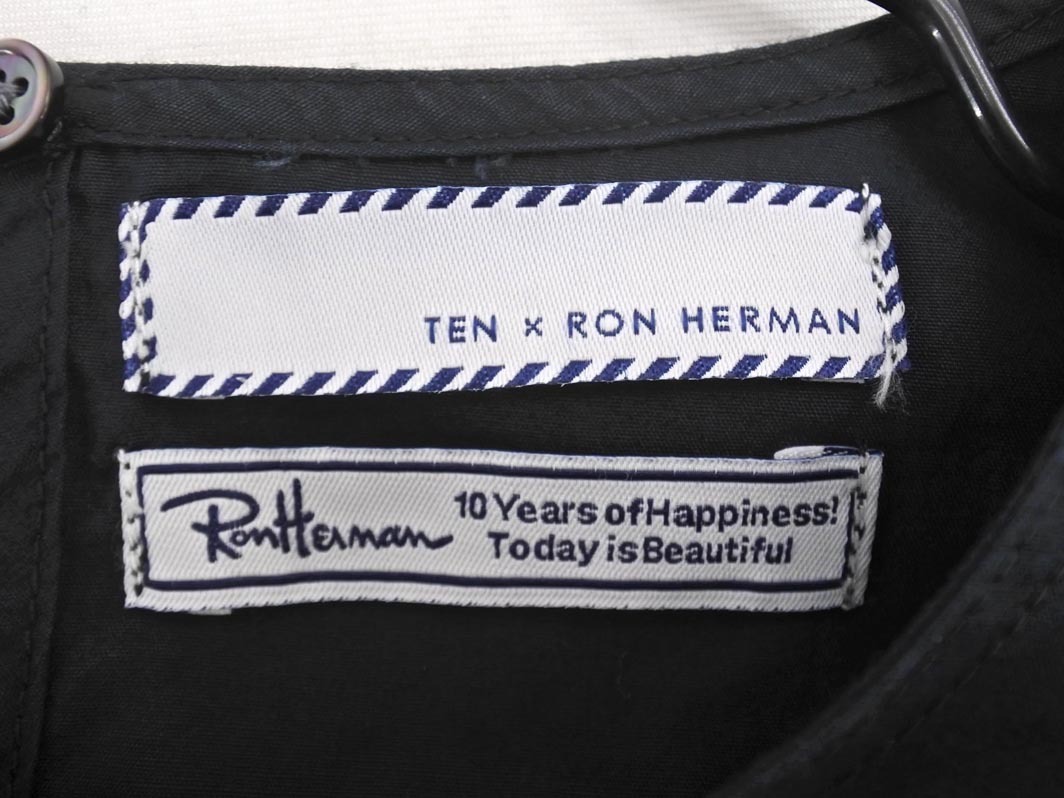 TEN × RON HERMAN
RonHerman
10 Years of Happiness!
Today is Beautiful